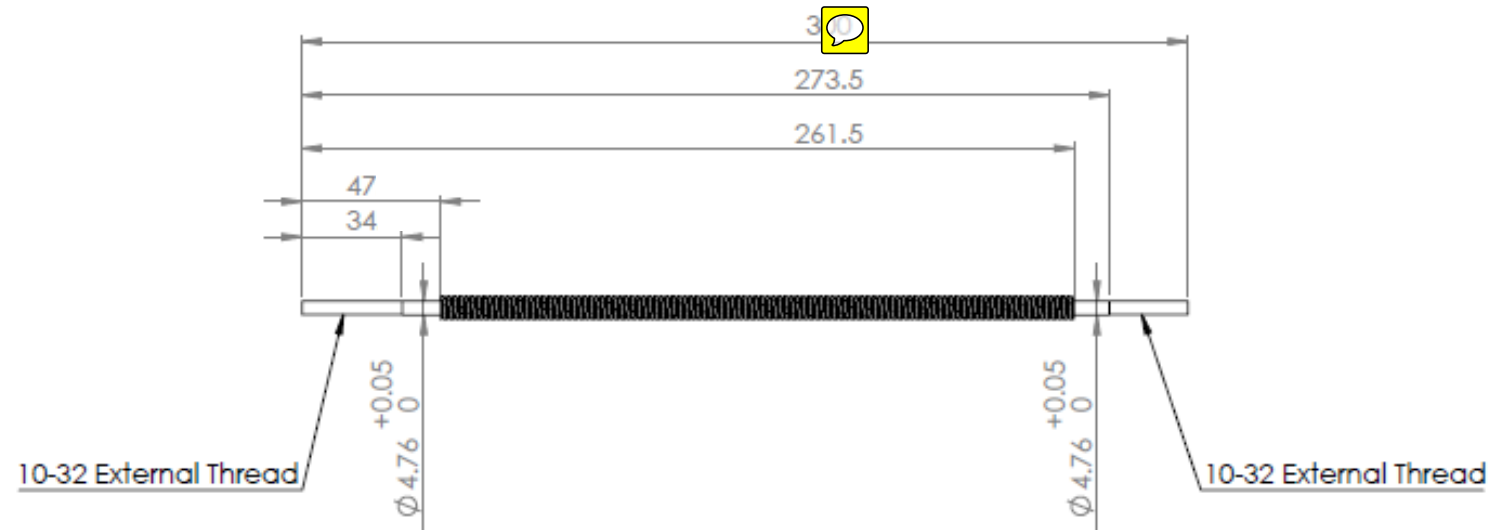 273.5
261.5
47
34
+0.05
0
Ø 4.76
+0.05
0
Ø 4.76
10-32 External Thread
10-32 External Thread